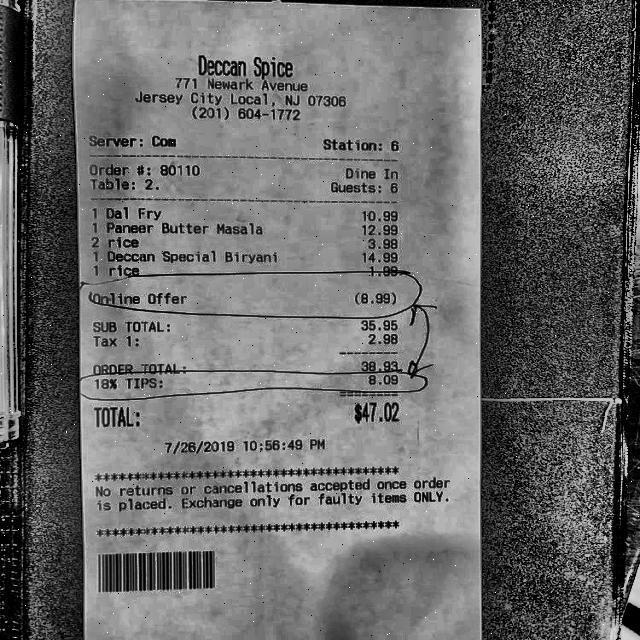 Deccan Spice
771 Newark Avenue
Jersey City Local, NJ 07306
(201) 604-1772
Server: Com Station: 6
Order #: 80110 Dine In
Table: 2. Guests: 6
1 Dal Fry 10.99
1 Paneer Butter Masala 12.99
2 rice 3.98
1 Deccan Special Biryani 14.99
1 rice 1.99
Online Offer (8.99)
SUB TOTAL: 35.95
Tax 1: 2.98
ORDER TOTAL: 38.93
18% TIPS: 8.09
TOTAL: $47.02
7/26/2019 10:56:49 PM
****************************************
No returns or cancellations accepted once order
is placed. Exchange only for faulty items ONLY.
****************************************